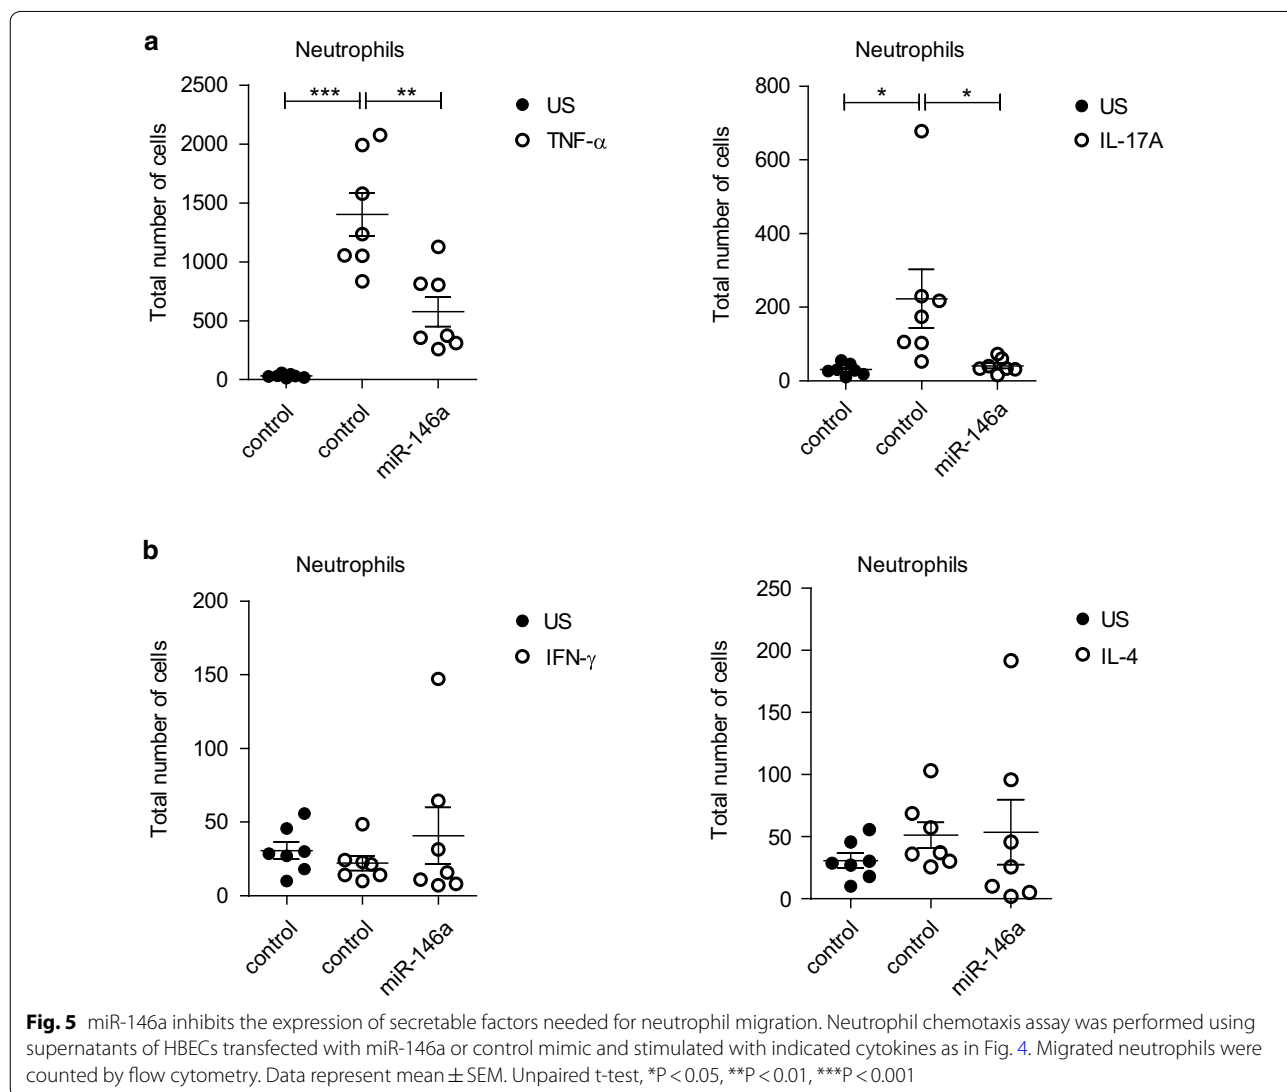 a
Neutrophils
Total number of cells
2500
2000
1500
1000
500
0
***
**
US
TNF-α
control
control
miR-146a
Neutrophils
Total number of cells
800
600
400
200
0
*
*
US
IL-17A
control
control
miR-146a
b
Neutrophils
Total number of cells
200
150
100
50
0
US
IFN-γ
control
control
miR-146a
Neutrophils
Total number of cells
250
200
150
100
50
0
US
IL-4
control
control
miR-146a
Fig. 5 miR-146a inhibits the expression of secretable factors needed for neutrophil migration. Neutrophil chemotaxis assay was performed using
supernatants of HBECs transfected with miR-146a or control mimic and stimulated with indicated cytokines as in Fig. 4. Migrated neutrophils were
counted by flow cytometry. Data represent mean ± SEM. Unpaired t-test, *P < 0.05, **P < 0.01, ***P < 0.001